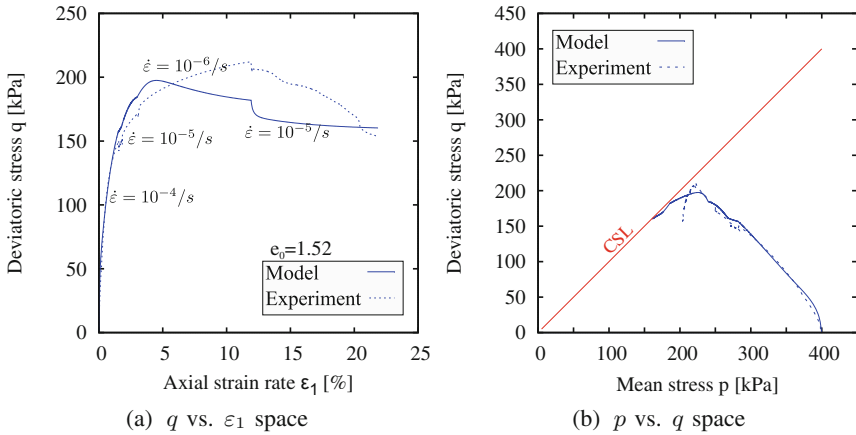 Deviatoric stress q [kPa]
250
200
150
100
50
0
0
5
10
15
20
25
ε̇ = 10⁻⁶/s
ε̇ = 10⁻⁵/s
ε̇ = 10⁻⁵/s
ε̇ = 10⁻⁴/s
e₀=1.52
Model
Experiment
Axial strain rate ε₁ [%]
(a) q vs. ε₁ space
Deviatoric stress q [kPa]
450
400
350
300
250
200
150
100
50
0
0
100
200
300
400
Model
Experiment
CSL
Mean stress p [kPa]
(b) p vs. q space